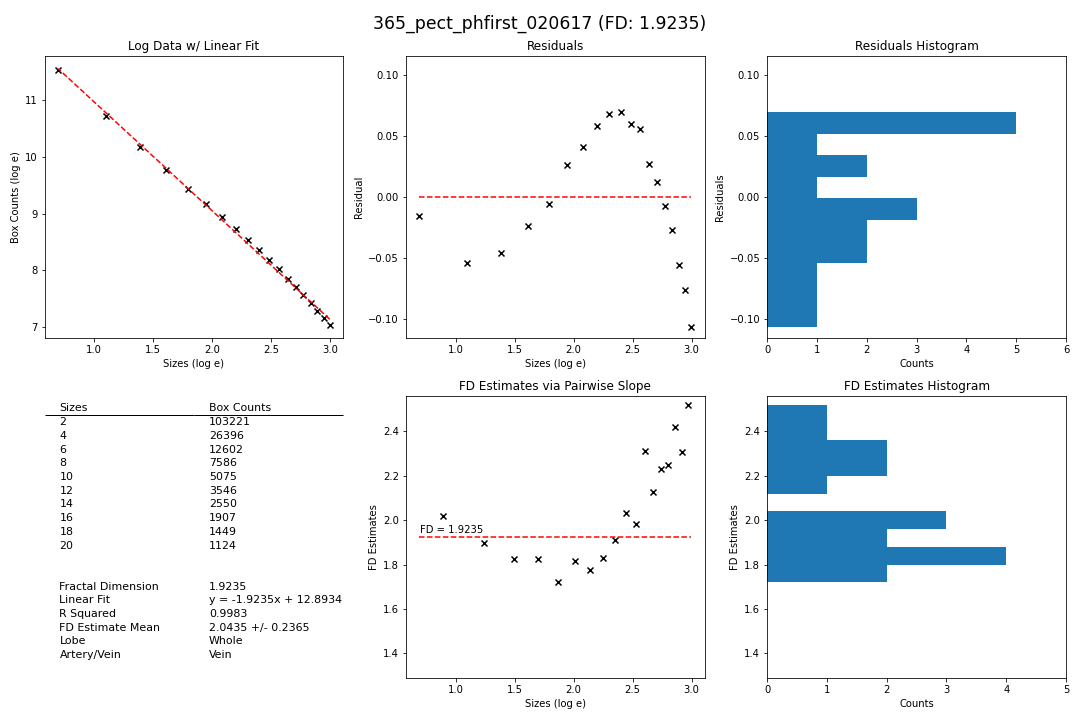 365_pect_phfirst_020617 (FD: 1.9235)
Log Data w/ Linear Fit
Box Counts (log e)
11
10
9
8
7
1.0 1.5 2.0 2.5 3.0
Sizes (log e)
Residuals
Residual
0.10
0.05
0.00
−0.05
−0.10
1.0 1.5 2.0 2.5 3.0
Sizes (log e)
Residuals Histogram
Residuals
0.10
0.05
0.00
−0.05
−0.10
0 1 2 3 4 5 6
Counts
Sizes Box Counts
2 103221
4 26396
6 12602
8 7586
10 5075
12 3546
14 2550
16 1907
18 1449
20 1124
Fractal Dimension 1.9235
Linear Fit y = -1.9235x + 12.8934
R Squared 0.9983
FD Estimate Mean 2.0435 +/- 0.2365
Lobe Whole
Artery/Vein Vein
FD Estimates via Pairwise Slope
FD Estimates
2.4
2.2
2.0
1.8
1.6
1.4
FD = 1.9235
1.0 1.5 2.0 2.5 3.0
Sizes (log e)
FD Estimates Histogram
FD Estimates
2.4
2.2
2.0
1.8
1.6
1.4
0 1 2 3 4 5
Counts